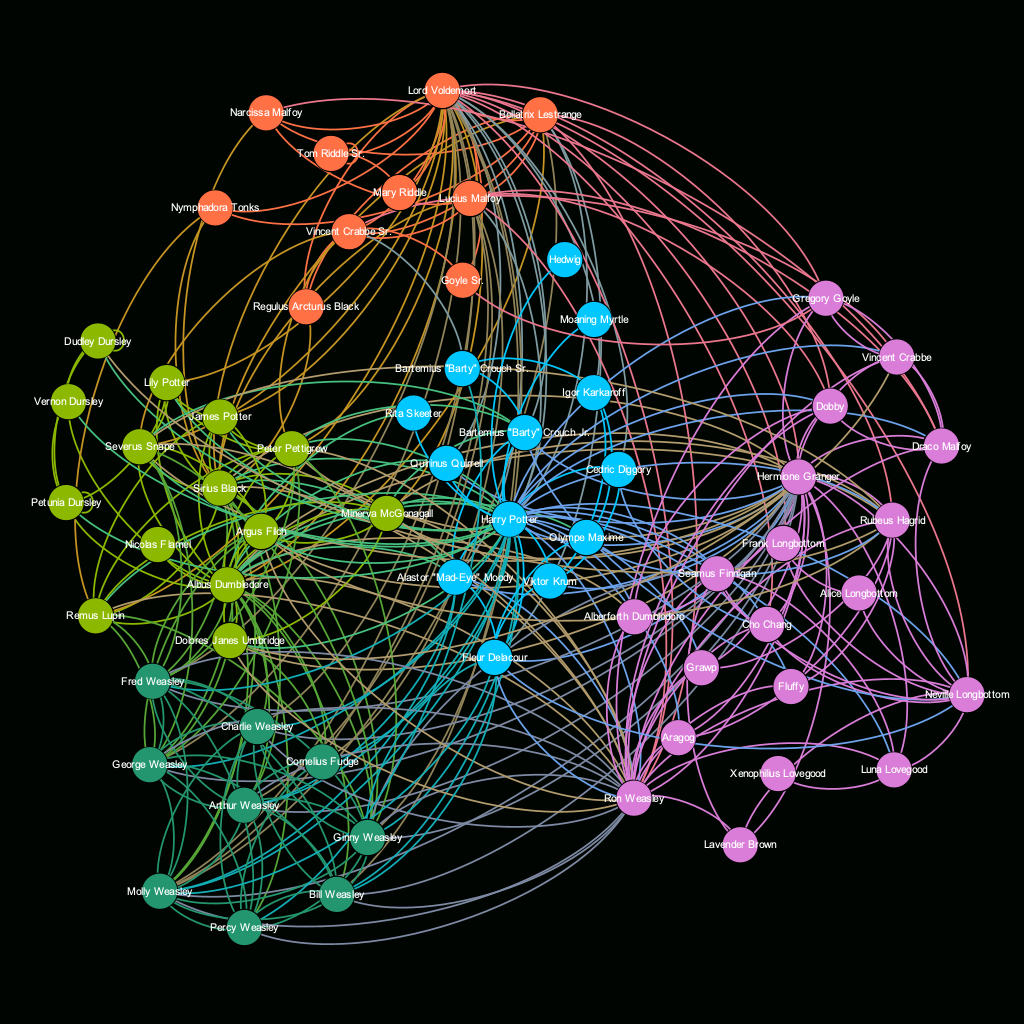 Lord Voldemort
Narcissa Malfoy
Bellatrix Lestrange
Tom Riddle Sr.
Mary Riddle
Lucius Malfoy
Nymphadora Tonks
Vincent Crabbe Sr.
Hedwig
Goyle Sr.
Gregory Goyle
Regulus Arcturus Black
Moaning Myrtle
Dudley Dursley
Vincent Crabbe
Bartemius "Barty" Crouch Sr.
Lily Potter
Igor Karkaroff
Vernon Dursley
Dobby
Rita Skeeter
James Potter
Bartemius "Barty" Crouch Jr.
Severus Snape
Peter Pettigrow
Draco Malfoy
Quirinus Quirrell
Cedric Diggory
Hermione Granger
Sirius Black
Petunia Dursley
Minerva McGonagall
Harry Potter
Rubeus Hagrid
Argus Filch
Olympe Maxime
Nicolas Flamel
Frank Longbottom
Seamus Finnigan
Alastor "Mad-Eye" Moody
Viktor Krum
Albus Dumbledore
Alice Longbottom
Remus Lupin
Alberforth Dumbledore
Cho Chang
Dolores Janes Umbridge
Fleur Delacour
Grawp
Fred Weasley
Fluffy
Neville Longbottom
Charlie Weasley
Aragog
Cornelius Fudge
George Weasley
Xenophilius Lovegood
Luna Lovegood
Ron Weasley
Arthur Weasley
Ginny Weasley
Lavender Brown
Molly Weasley
Bill Weasley
Percy Weasley